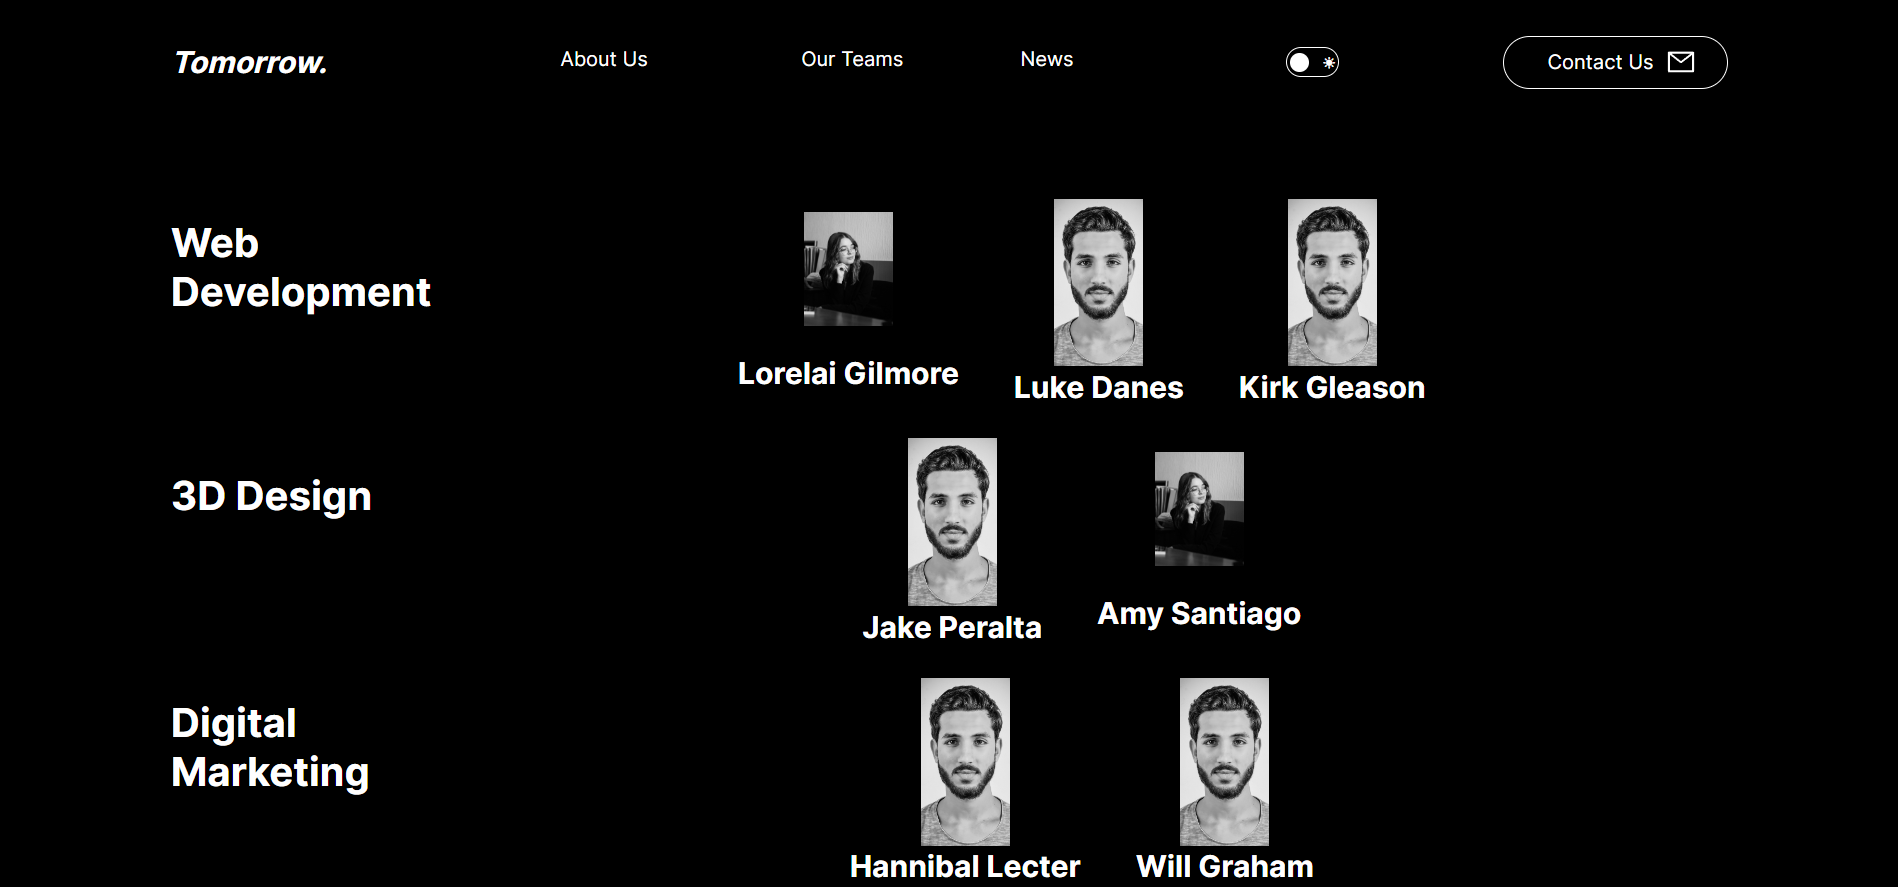 Tomorrow.
About Us
Our Teams
News
Contact Us
Web
Development
Lorelai Gilmore
Luke Danes
Kirk Gleason
3D Design
Jake Peralta
Amy Santiago
Digital
Marketing
Hannibal Lecter
Will Graham